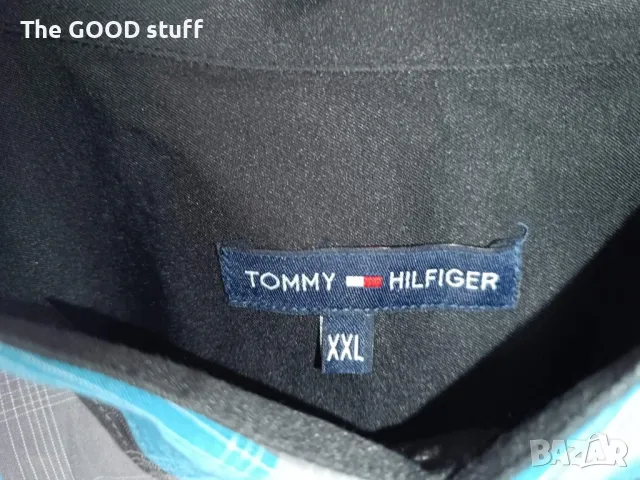 The GOOD stuff
TOMMY HILFIGER
XXL
BAZAR